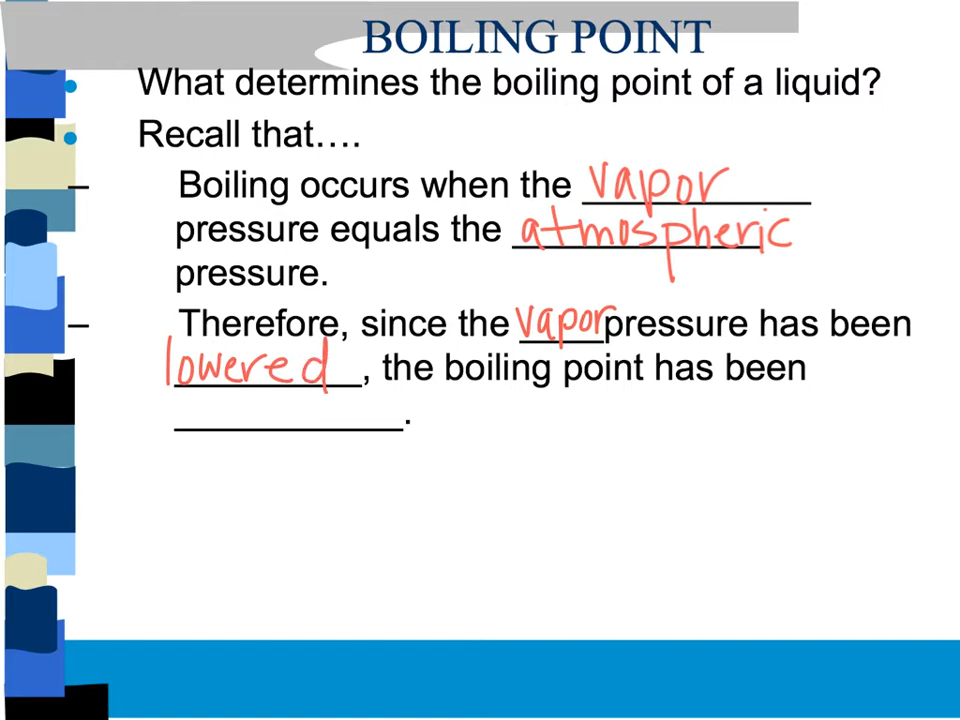 BOILING POINT
• What determines the boiling point of a liquid?
• Recall that….
– Boiling occurs when the vapor
pressure equals the atmospheric
pressure.
– Therefore, since the vapor pressure has been
lowered, the boiling point has been
____________.